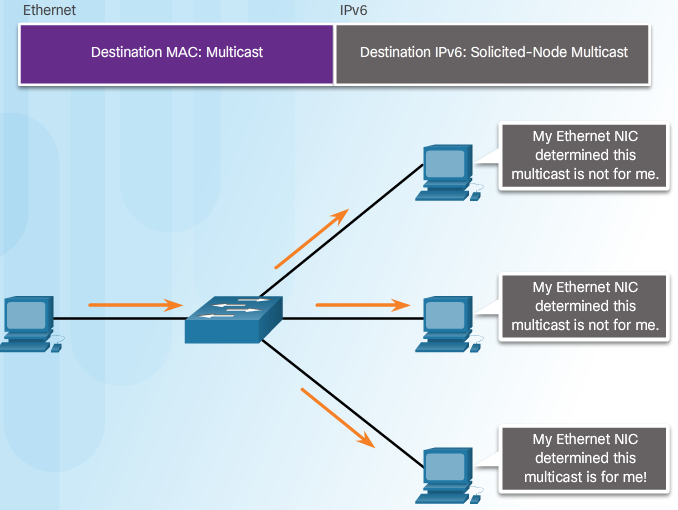 Ethernet
IPv6
Destination MAC: Multicast
Destination IPv6: Solicited-Node Multicast
My Ethernet NIC
determined this
multicast is not for me.
My Ethernet NIC
determined this
multicast is not for me.
My Ethernet NIC
determined this
multicast is for me!